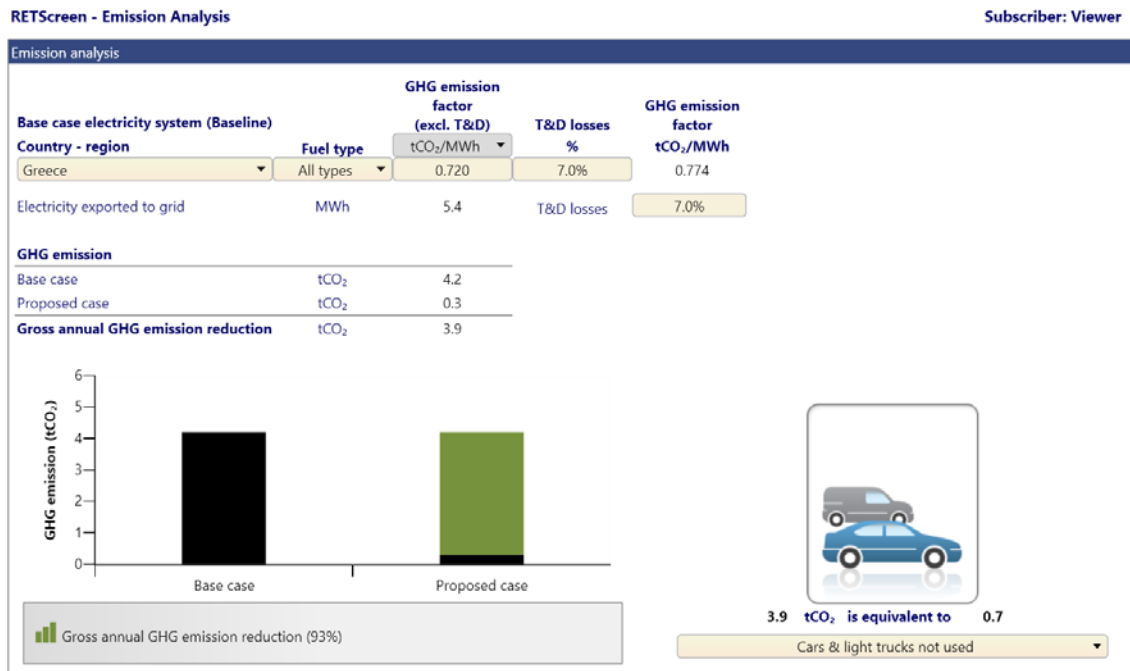 RETScreen - Emission Analysis
Subscriber: Viewer
Emission analysis
GHG emission
factor
GHG emission
Base case electricity system (Baseline) (excl. T&D) T&D losses factor
Country - region Fuel type tCO₂/MWh % tCO₂/MWh
Greece All types 0.720 7.0% 0.774
Electricity exported to grid MWh 5.4 T&D losses 7.0%
GHG emission
Base case tCO₂ 4.2
Proposed case tCO₂ 0.3
Gross annual GHG emission reduction tCO₂ 3.9
GHG emission (tCO₂)
6
5
4
3
2
1
0
Base case Proposed case
Gross annual GHG emission reduction (93%)
3.9 tCO₂ is equivalent to 0.7
Cars & light trucks not used